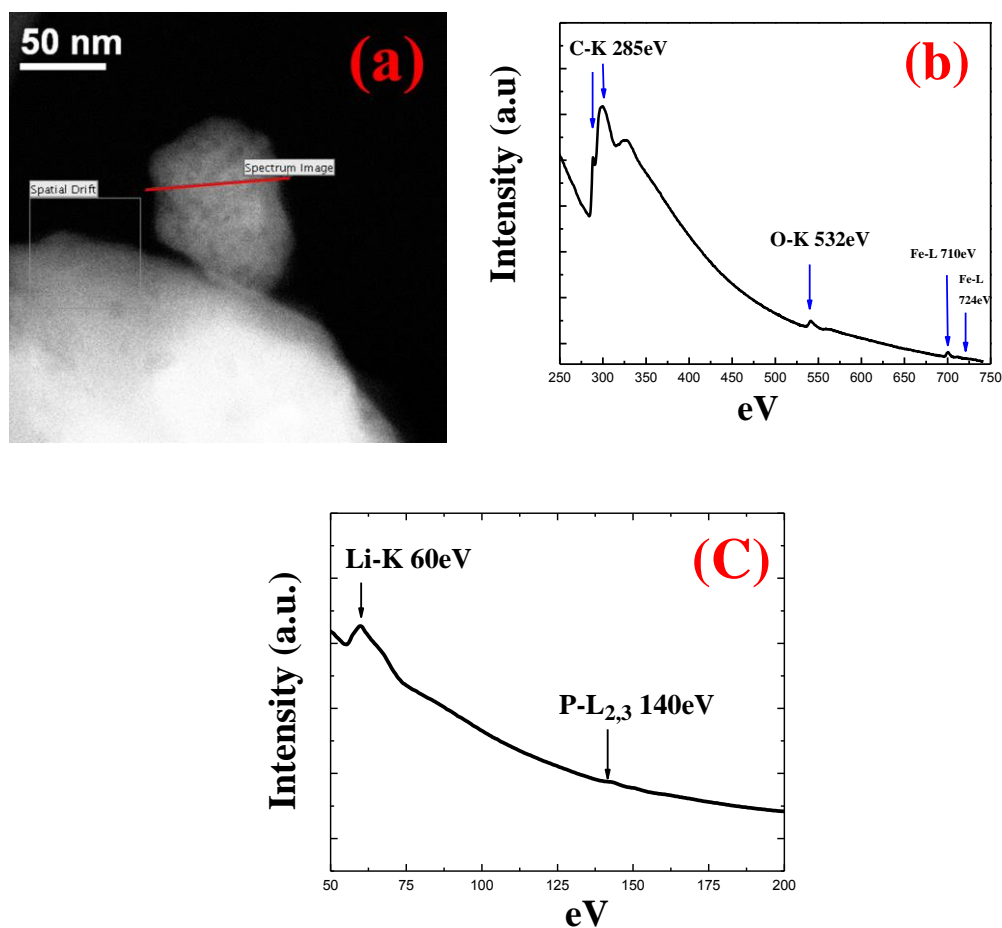 50 nm
(a)
Spectrum Image
Spatial Drift
(b)
C-K 285eV
O-K 532eV
Fe-L 710eV
Fe-L
724eV
Intensity (a.u)
250 300 350 400 450 500 550 600 650 700 750
eV
(C)
Li-K 60eV
P-L2,3 140eV
Intensity (a.u.)
50 75 100 125 150 175 200
eV